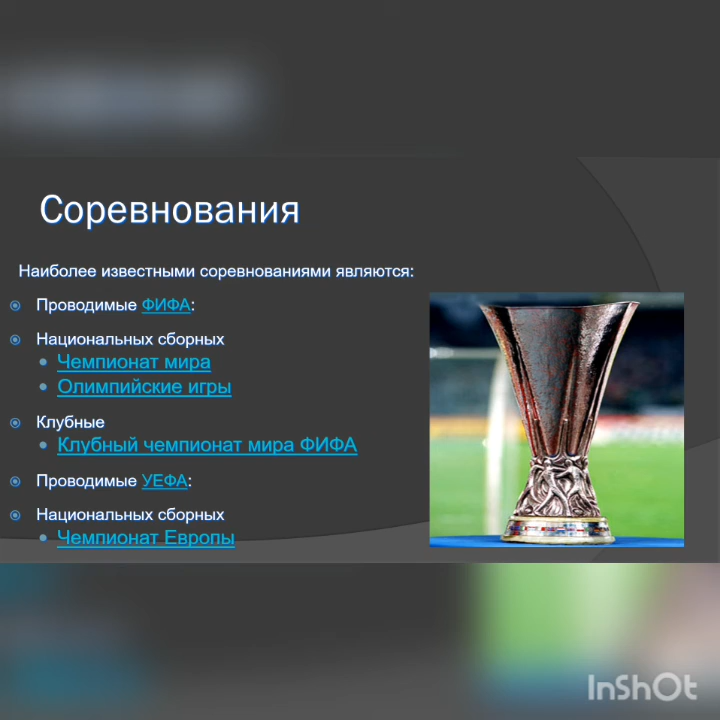 Соревнования
Наиболее известными соревнованиями являются:
Проводимые ФИФА:
Национальных сборных
Чемпионат мира
Олимпийские игры
Клубные
Клубный чемпионат мира ФИФА
Проводимые УЕФА:
Национальных сборных
Чемпионат Европы
InShOt